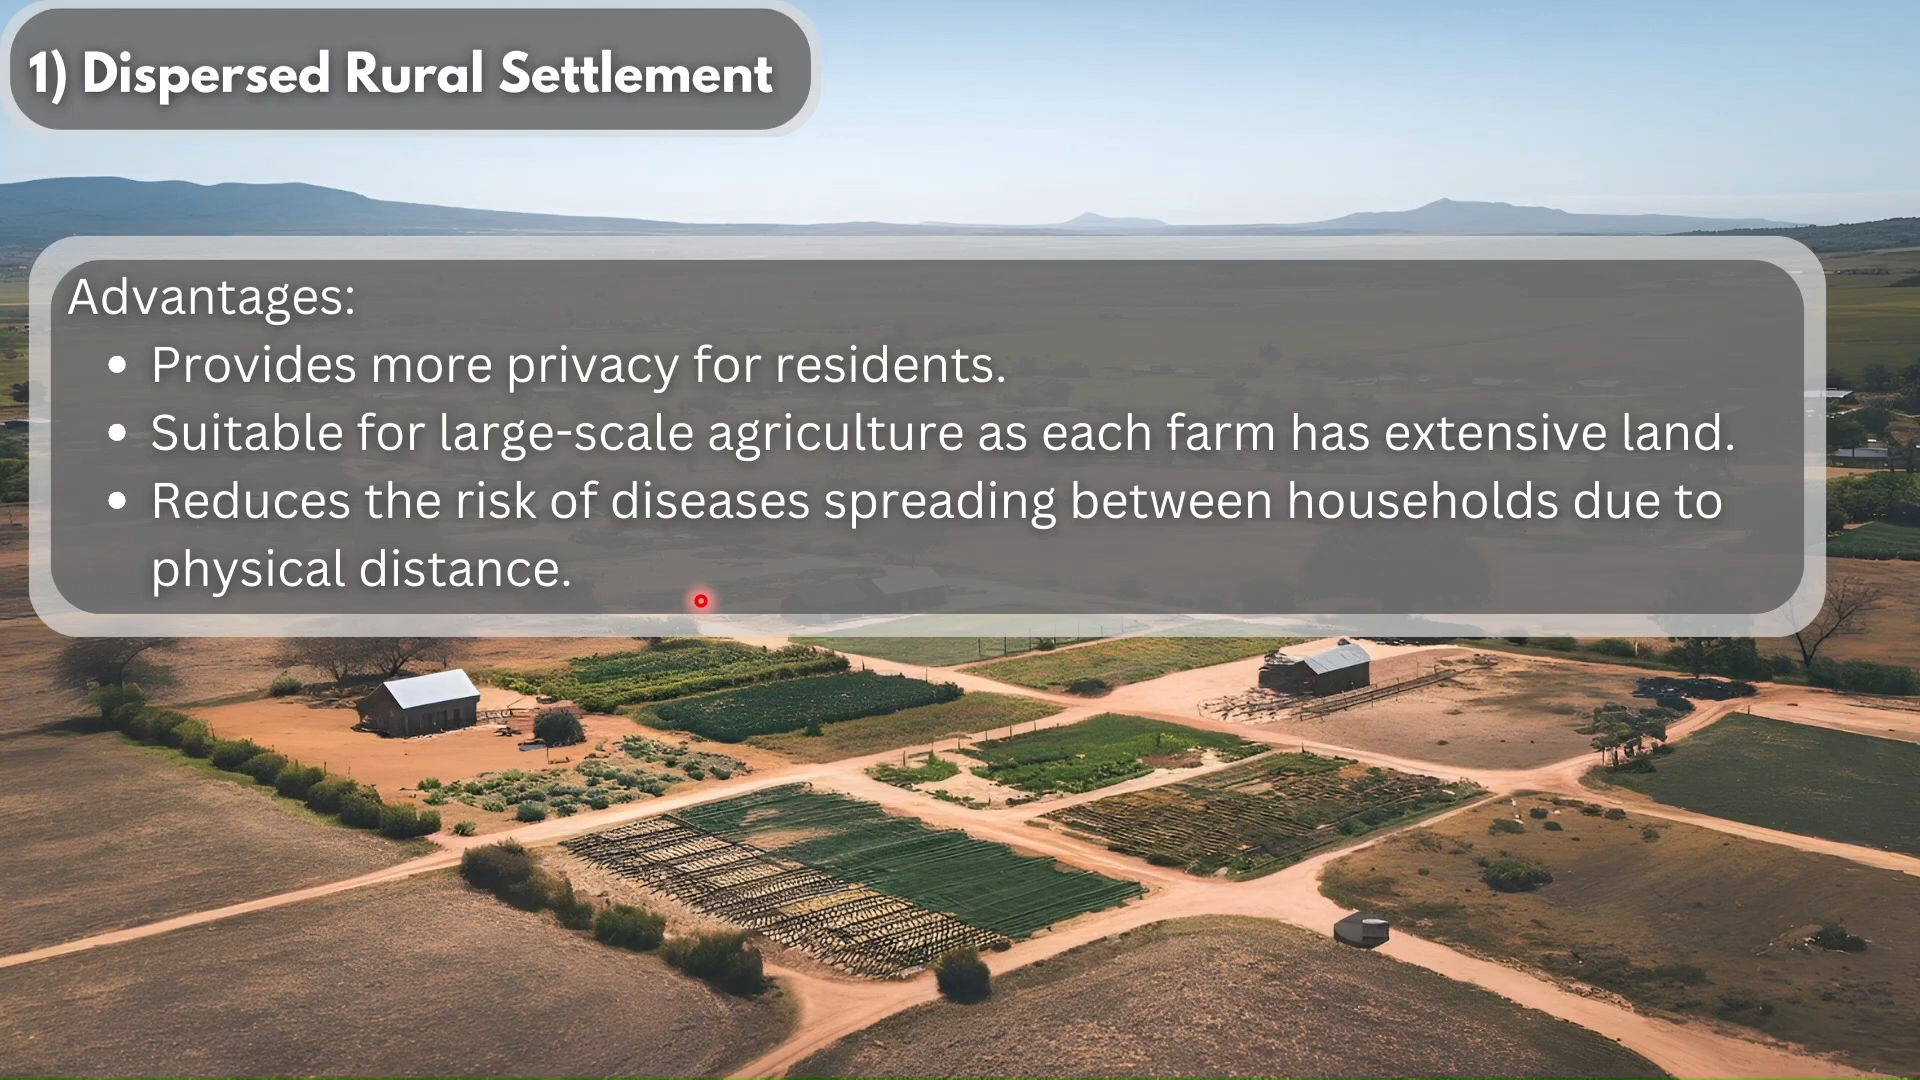 1) Dispersed Rural Settlement
Advantages:
• Provides more privacy for residents.
• Suitable for large-scale agriculture as each farm has extensive land.
• Reduces the risk of diseases spreading between households due to
physical distance.